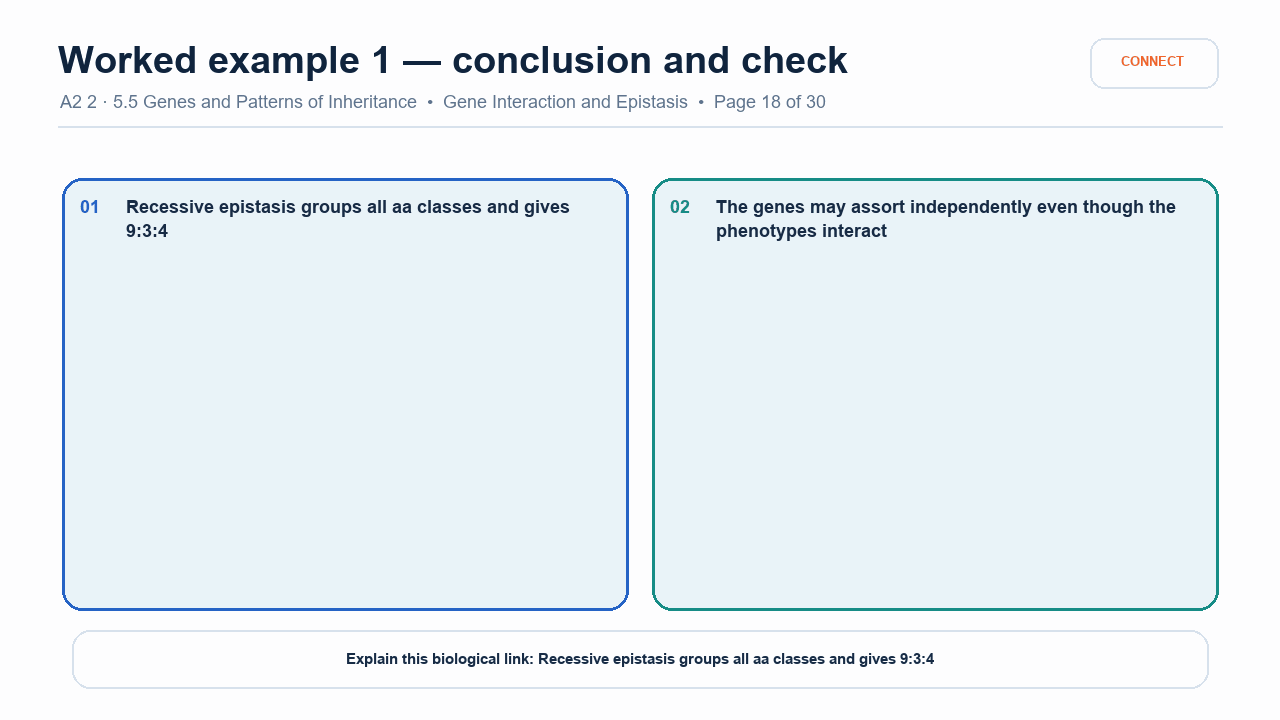 Worked example 1 — conclusion and check
CONNECT
A2 2 · 5.5 Genes and Patterns of Inheritance • Gene Interaction and Epistasis • Page 18 of 30
01 Recessive epistasis groups all aa classes and gives
9:3:4
02 The genes may assort independently even though the
phenotypes interact
Explain this biological link: Recessive epistasis groups all aa classes and gives 9:3:4